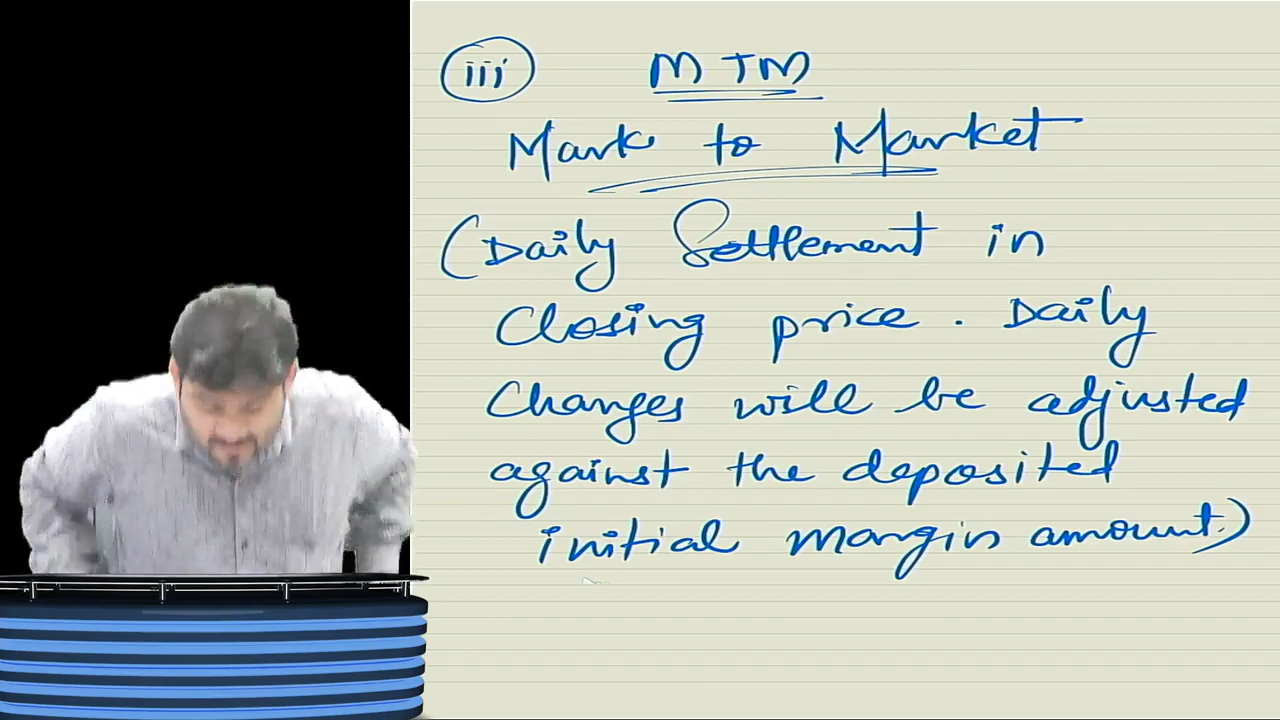 iii MTM
Mark to Market
(Daily Settlement in
Closing price. Daily
Changes will be adjusted
against the deposited
initial margin amount.)